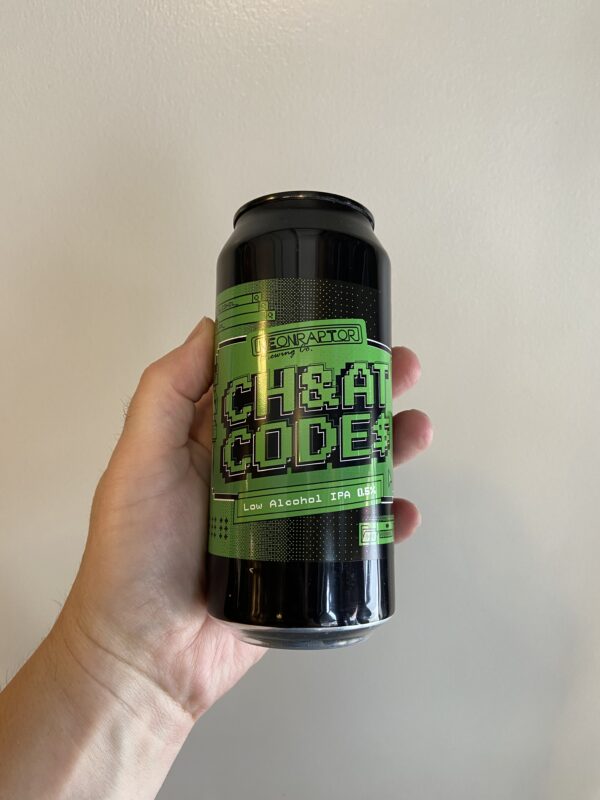 NEONRAPTOR
Brewing Co.
CH&AT
CODE$
Low Alcohol IPA 0.5%